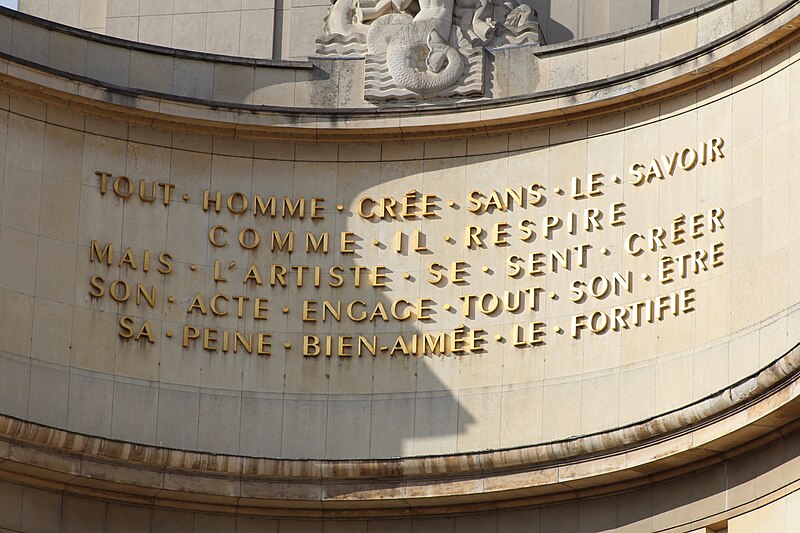 TOUT · HOMME · CRÉE · SANS · LE · SAVOIR
COMME · IL · RESPIRE
MAIS · L'ARTISTE · SE · SENT · CRÉER
SON · ACTE · ENGAGE · TOUT · SON · ÊTRE
SA · PEINE · BIEN-AIMÉE · LE · FORTIFIE